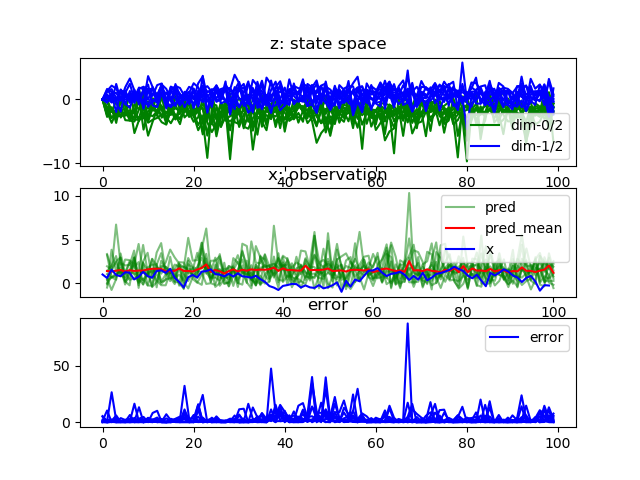 z: state space
0
−10
dim-0/2
dim-1/2
0 20 40 60 80 100
x: observation
10
5
0
pred
pred_mean
x
0 20 40 60 80 100
error
50
0
error
0 20 40 60 80 100